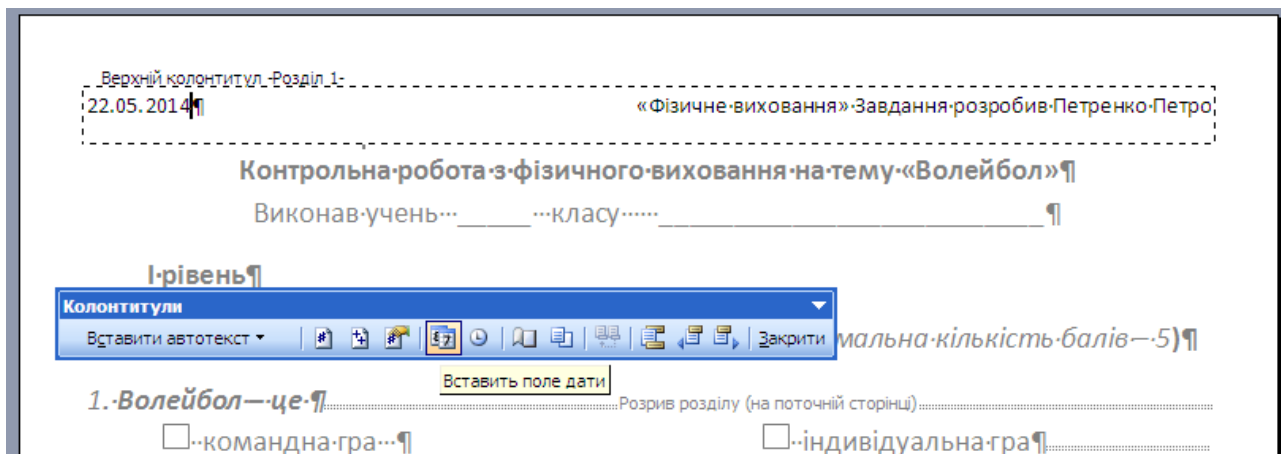 Верхній колонтитул -Розділ 1-
22.05.2014¶ «Фізичне·виховання»·Завдання·розробив·Петренко·Петро
Контрольна·робота·з·фізичного·виховання·на·тему·«Волейбол»¶
Виконав·учень···_____···класу······__________________________¶
І·рівень¶
Колонтитули
Вставити автотекст Закрити мальна·кількість·балів–·5)¶
Вставить поле дати
1.·Волейбол—·це·¶ Розрив розділу (на поточній сторінці)
☐··командна·гра···¶ ☐··індивідуальна·гра¶